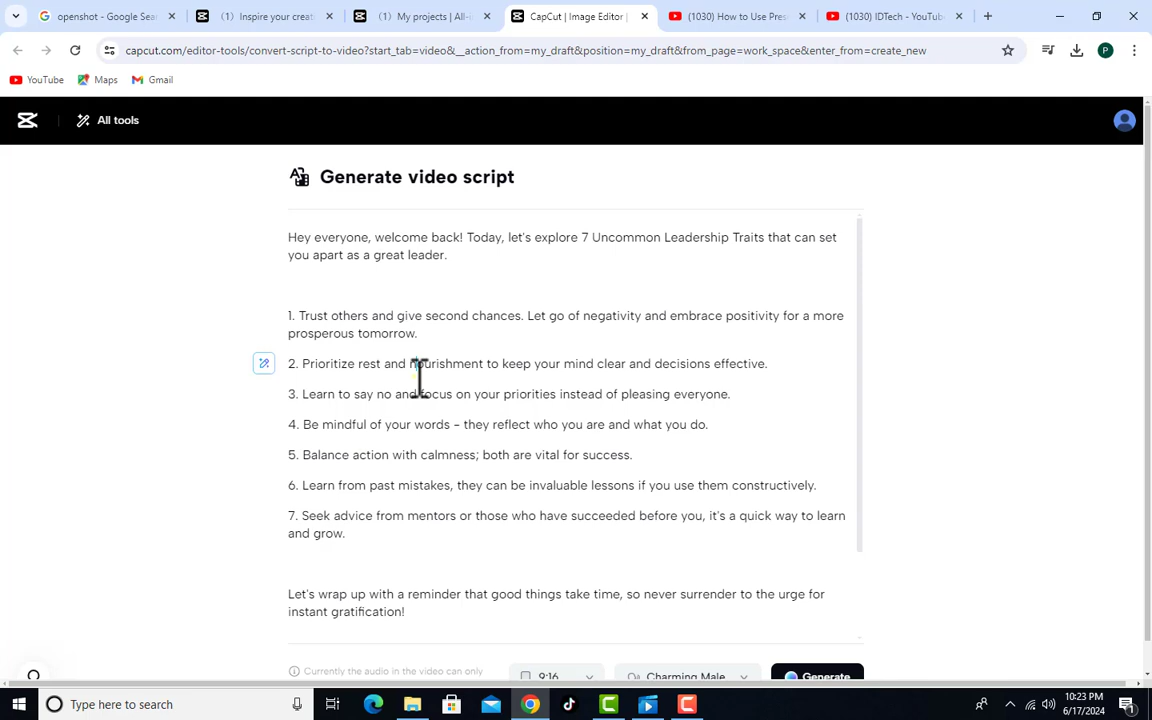 openshot - Google Sea
(1) Inspire your creat
(1) My projects | All-i
CapCut | Image Editor |
(1030) How to Use Pres
(1030) IDTech - YouTube
capcut.com/editor-tools/convert-script-to-video?start_tab=video&__action_from=my_draft&position=my_draft&from_page=work_space&enter_from=create_new
P
YouTube
Maps
Gmail
All tools
Generate video script
Hey everyone, welcome back! Today, let's explore 7 Uncommon Leadership Traits that can set
you apart as a great leader.
1. Trust others and give second chances. Let go of negativity and embrace positivity for a more
prosperous tomorrow.
2. Prioritize rest and nourishment to keep your mind clear and decisions effective.
3. Learn to say no and focus on your priorities instead of pleasing everyone.
4. Be mindful of your words - they reflect who you are and what you do.
5. Balance action with calmness; both are vital for success.
6. Learn from past mistakes, they can be invaluable lessons if you use them constructively.
7. Seek advice from mentors or those who have succeeded before you, it's a quick way to learn
and grow.
Let's wrap up with a reminder that good things take time, so never surrender to the urge for
instant gratification!
Currently the audio in the video can only
9:16
Charming Male
Generate
Type here to search
10:23 PM
6/17/2024
1